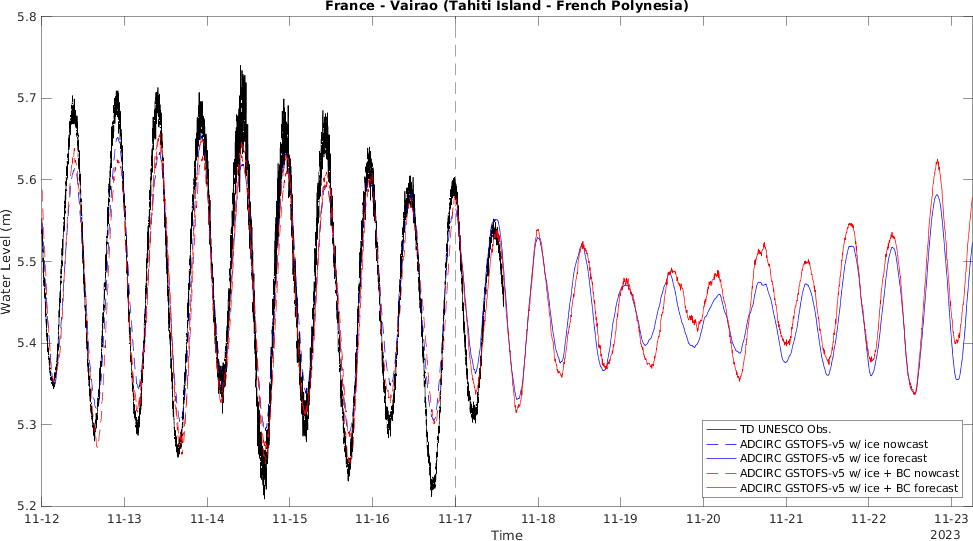 France - Vairao (Tahiti Island - French Polynesia)
5.8
5.7
5.6
5.5
5.4
5.3
5.2
Water Level (m)
TD UNESCO Obs.
ADCIRC GSTOFS-v5 w/ ice nowcast
ADCIRC GSTOFS-v5 w/ ice forecast
ADCIRC GSTOFS-v5 w/ ice + BC nowcast
ADCIRC GSTOFS-v5 w/ ice + BC forecast
11-12 11-13 11-14 11-15 11-16 11-17 11-18 11-19 11-20 11-21 11-22 11-23
Time
2023